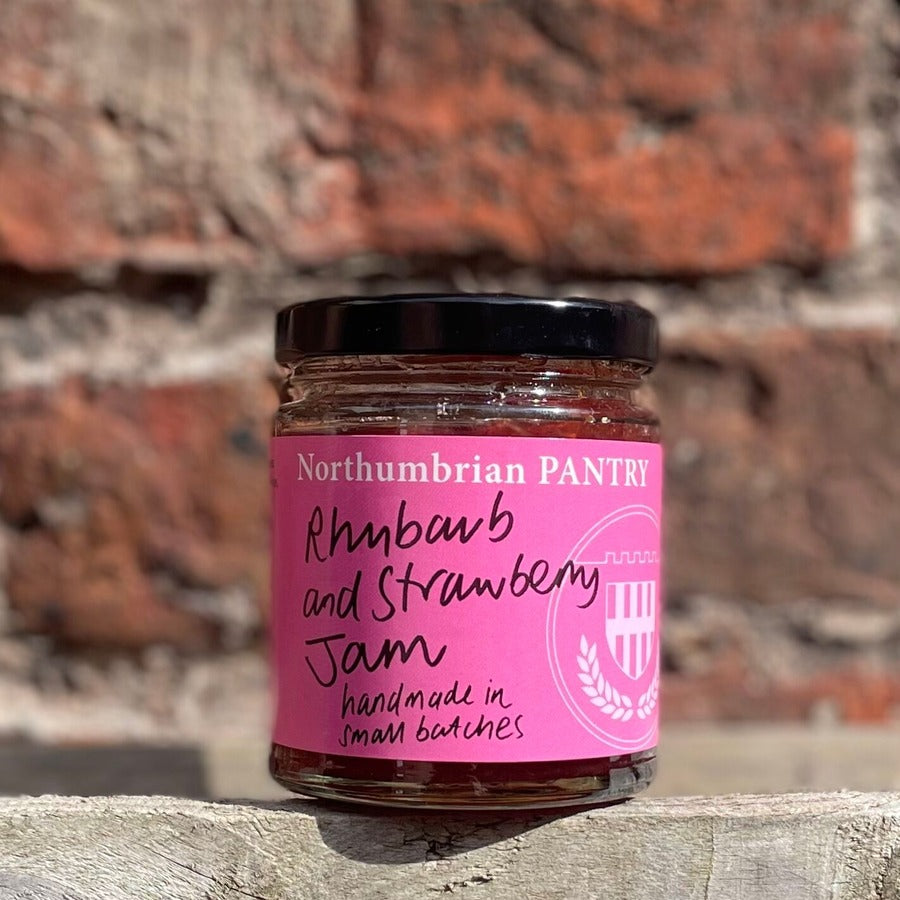 Northumbrian PANTRY
Rhubarb
and Strawberry
Jam
handmade in
small batches